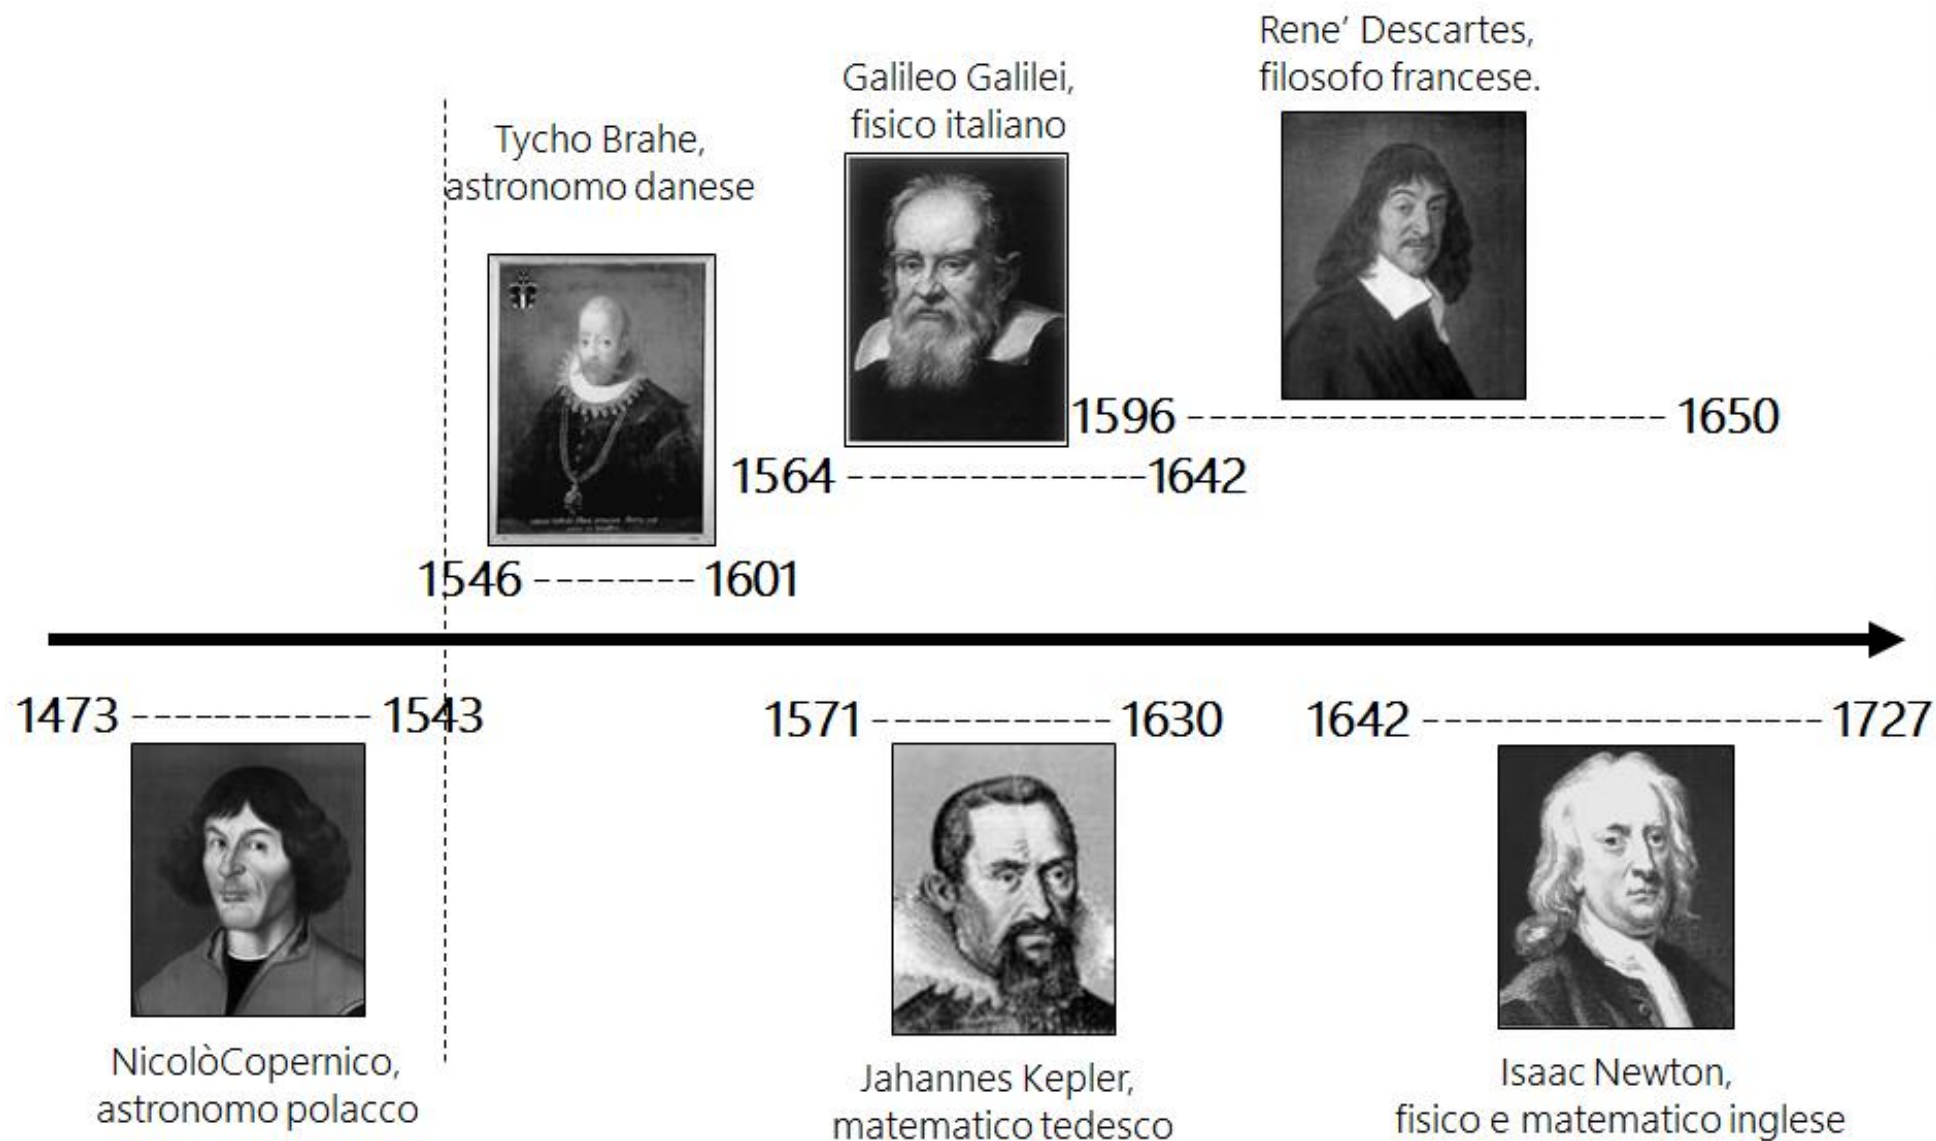 Rene’ Descartes,
filosofo francese.
Galileo Galilei,
fisico italiano
Tycho Brahe,
astronomo danese
1596 1650
1564 1642
1546 1601
1473 1543
1571 1630
1642 1727
NicolòCopernico,
astronomo polacco
Jahannes Kepler,
matematico tedesco
Isaac Newton,
fisico e matematico inglese